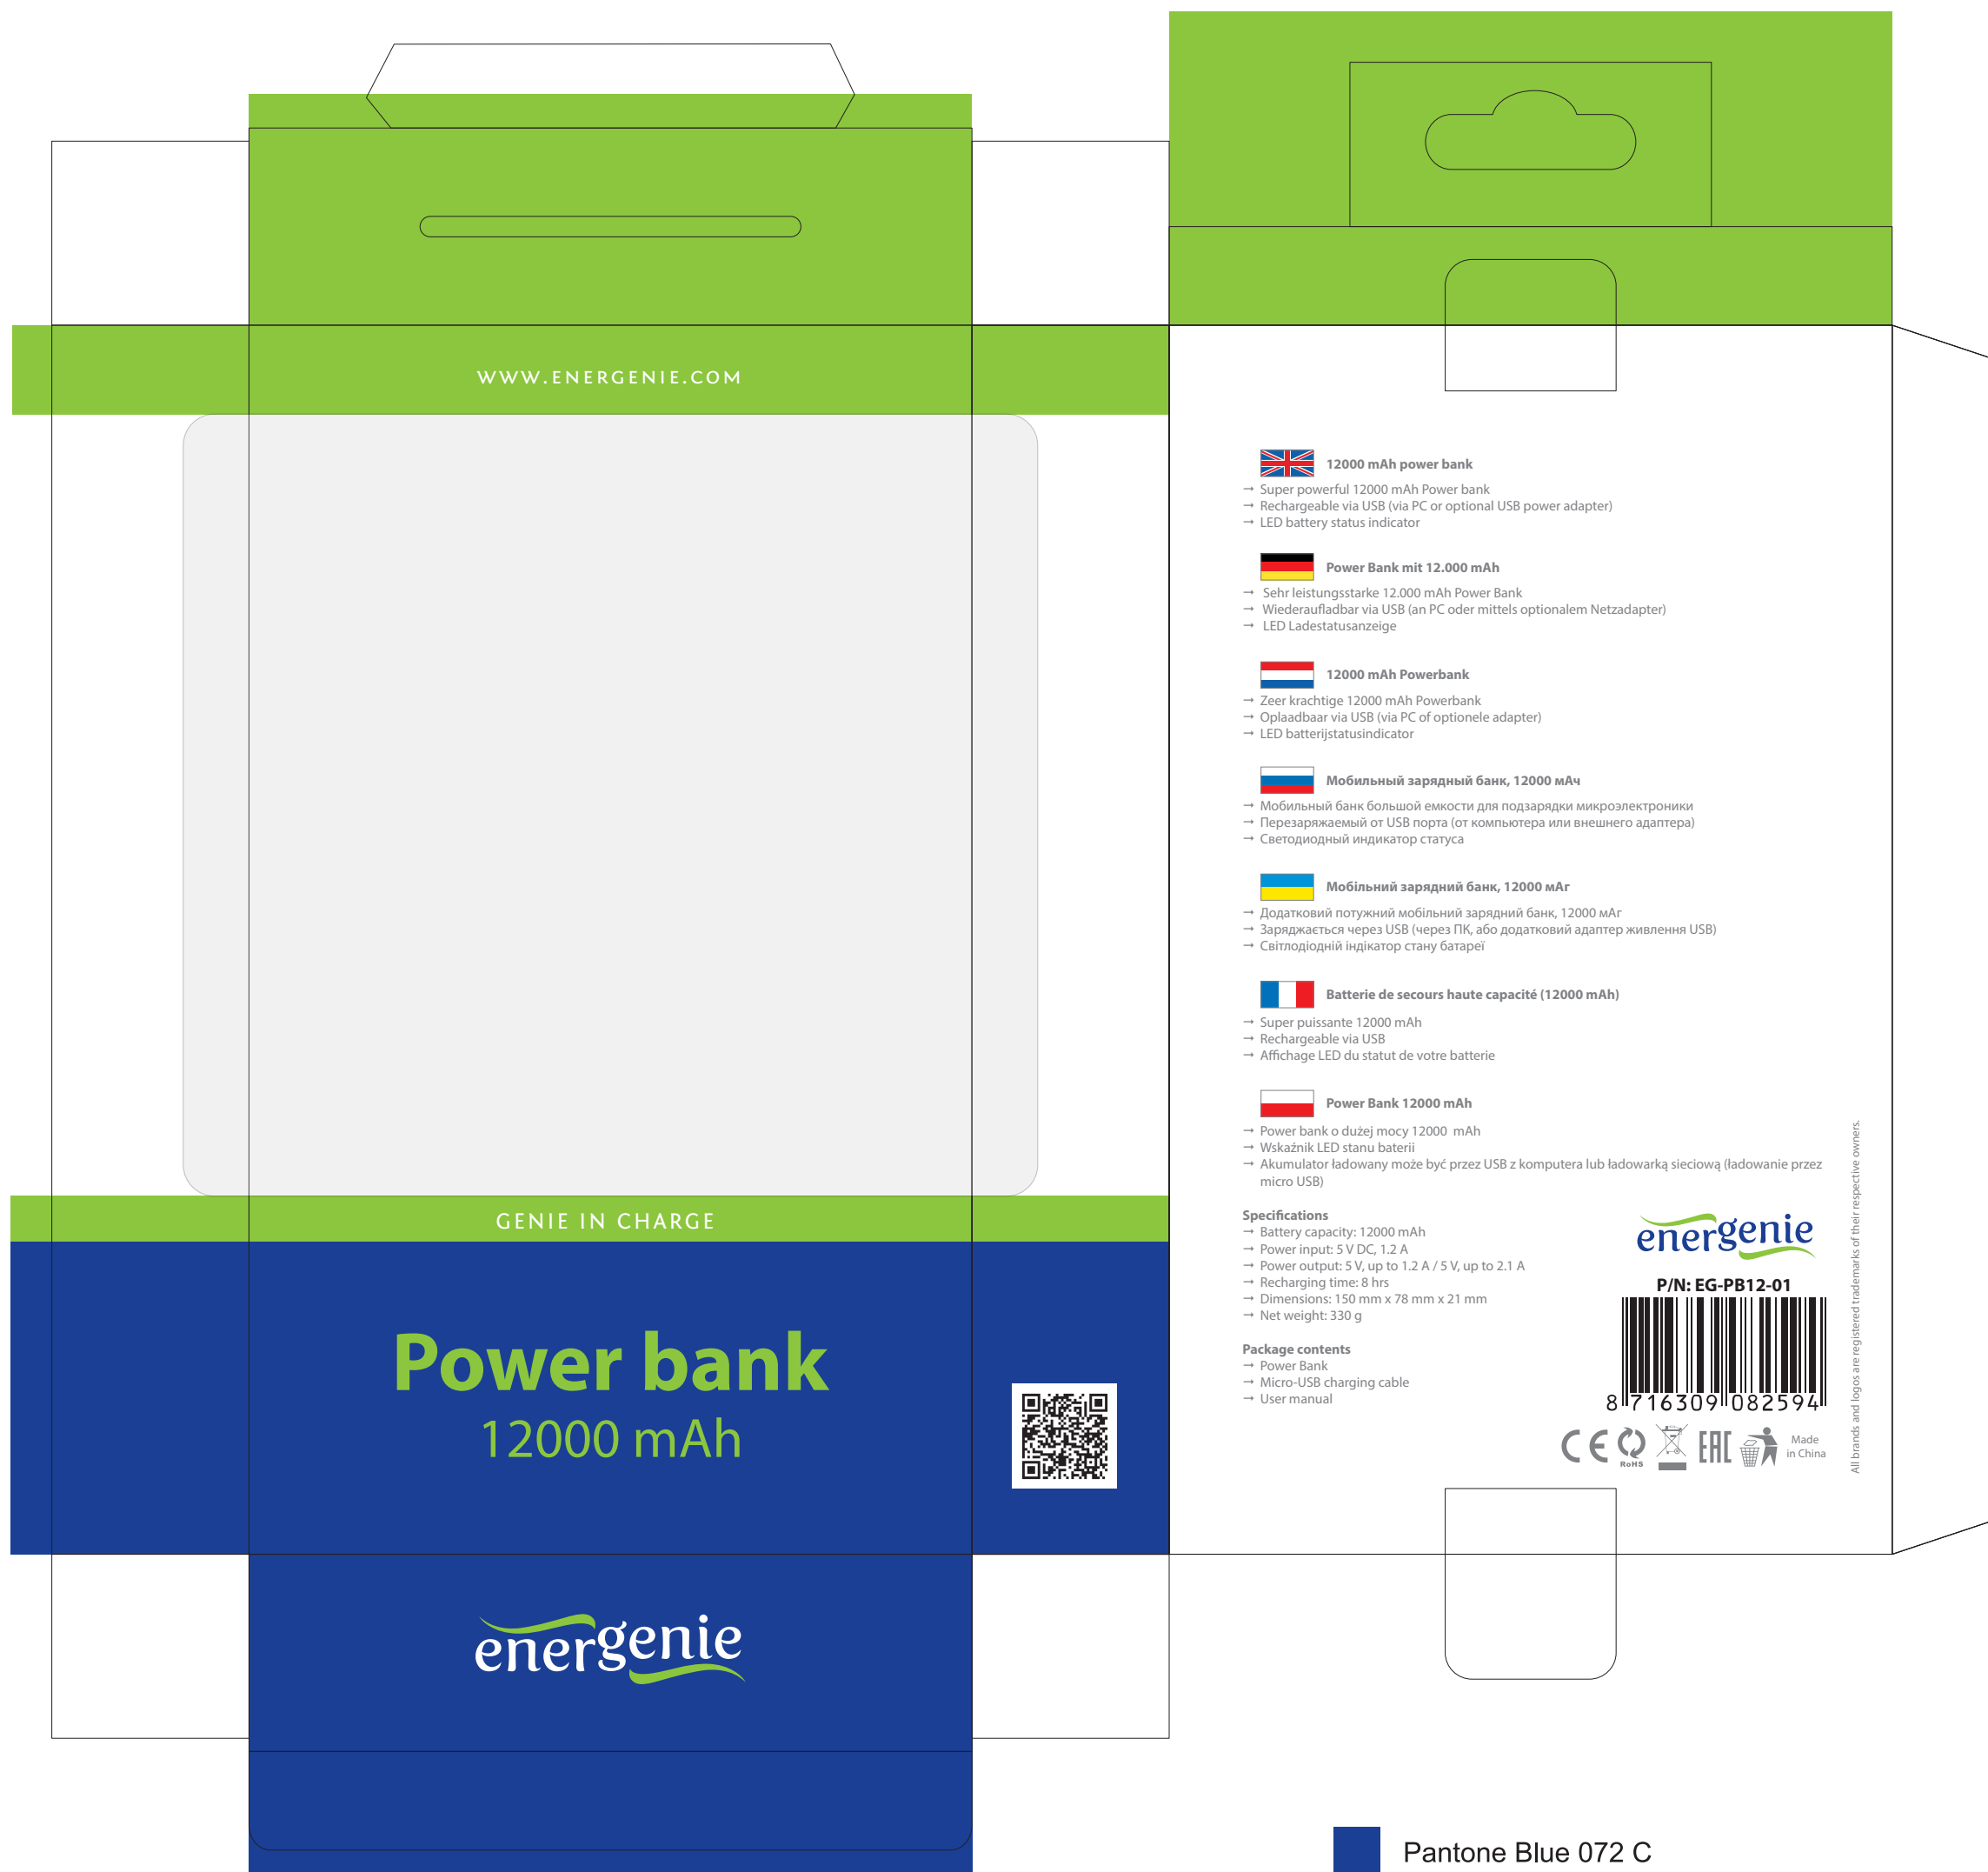 WWW.ENERGENIE.COM
GENIE IN CHARGE
Power bank
12000 mAh
energenie
12000 mAh power bank
→ Super powerful 12000 mAh Power bank
→ Rechargeable via USB (via PC or optional USB power adapter)
→ LED battery status indicator
Power Bank mit 12.000 mAh
→ Sehr leistungsstarke 12.000 mAh Power Bank
→ Wiederaufladbar via USB (an PC oder mittels optionalem Netzadapter)
→ LED Ladestatusanzeige
12000 mAh Powerbank
→ Zeer krachtige 12000 mAh Powerbank
→ Oplaadbaar via USB (via PC of optionele adapter)
→ LED batterijstatusindicator
Мобильный зарядный банк, 12000 мАч
→ Мобильный банк большой емкости для подзарядки микроэлектроники
→ Перезаряжаемый от USB порта (от компьютера или внешнего адаптера)
→ Светодиодный индикатор статуса
Мобільний зарядний банк, 12000 мАг
→ Додатковий потужний мобільний зарядний банк, 12000 мАг
→ Заряджається через USB (через ПК, або додатковий адаптер живлення USB)
→ Світлодіодній індікатор стану батареї
Batterie de secours haute capacité (12000 mAh)
→ Super puissante 12000 mAh
→ Rechargeable via USB
→ Affichage LED du statut de votre batterie
Power Bank 12000 mAh
→ Power bank o dużej mocy 12000 mAh
→ Wskaźnik LED stanu baterii
→ Akumulator ładowany może być przez USB z komputera lub ładowarką sieciową (ładowanie przez
micro USB)
Specifications
→ Battery capacity: 12000 mAh
→ Power input: 5 V DC, 1.2 A
→ Power output: 5 V, up to 1.2 A / 5 V, up to 2.1 A
→ Recharging time: 8 hrs
→ Dimensions: 150 mm x 78 mm x 21 mm
→ Net weight: 330 g
Package contents
→ Power Bank
→ Micro-USB charging cable
→ User manual
energenie
P/N: EG-PB12-01
8 716309 082594
CE
RoHS
EAC
Made
in China
All brands and logos are registered trademarks of their respective owners.
Pantone Blue 072 C